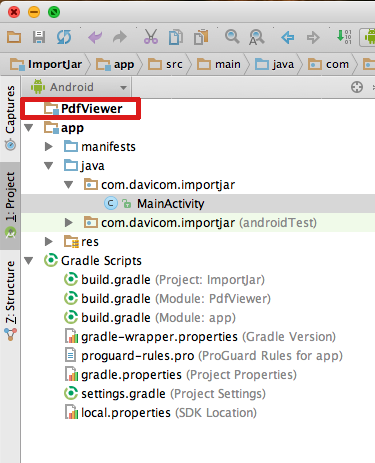 ImportJar app src main java com
Captures
1: Project
Z: Structure
Android
PdfViewer
app
manifests
java
com.davicom.importjar
C MainActivity
com.davicom.importjar (androidTest)
res
Gradle Scripts
build.gradle (Project: ImportJar)
build.gradle (Module: PdfViewer)
build.gradle (Module: app)
gradle-wrapper.properties (Gradle Version)
proguard-rules.pro (ProGuard Rules for app)
gradle.properties (Project Properties)
settings.gradle (Project Settings)
local.properties (SDK Location)